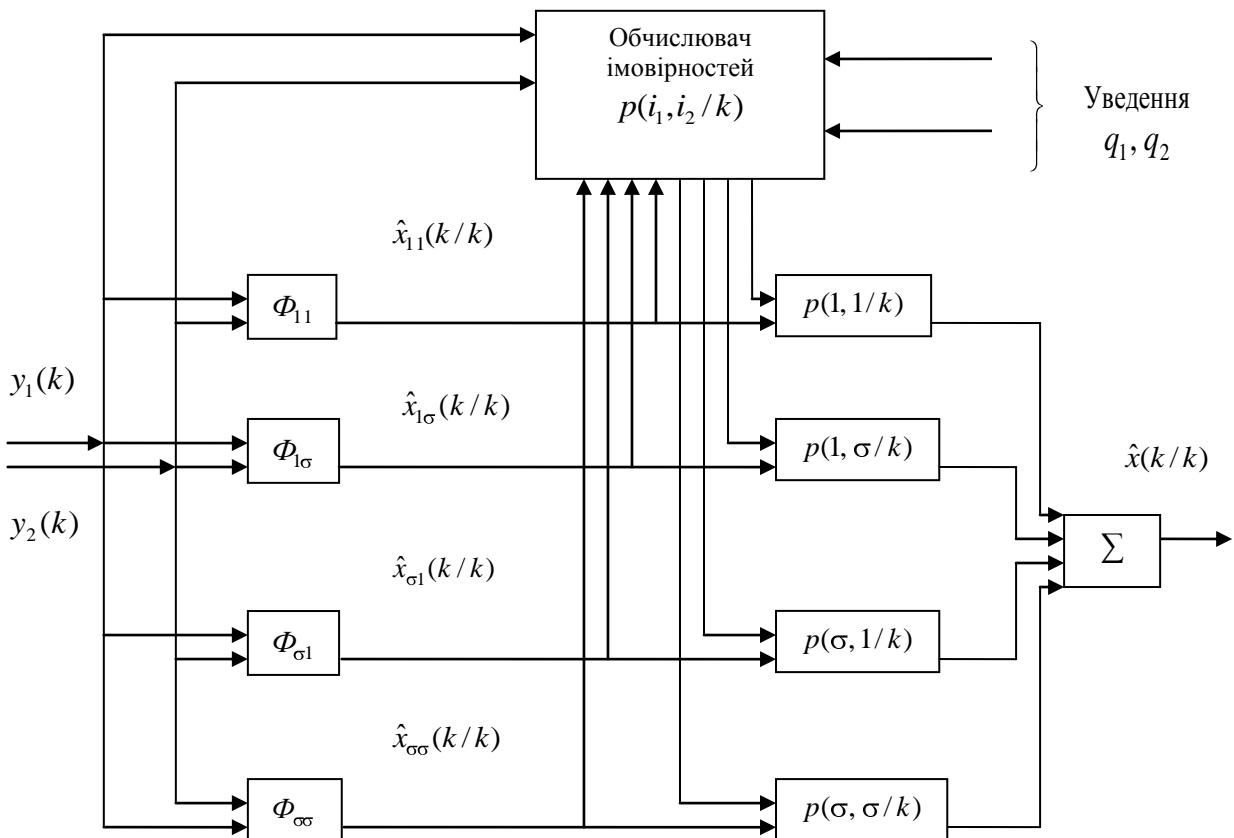 Обчислювач
імовірностей
p(i₁, i₂ /k)
Уведення
q₁, q₂
x̂₁₁(k/k)
Φ₁₁
p(1, 1/k)
y₁(k)
x̂₁σ(k/k)
Φ₁σ
p(1, σ/k)
x̂(k/k)
y₂(k)
Σ
x̂σ₁(k/k)
Φσ₁
p(σ, 1/k)
x̂σσ(k/k)
Φσσ
p(σ, σ/k)